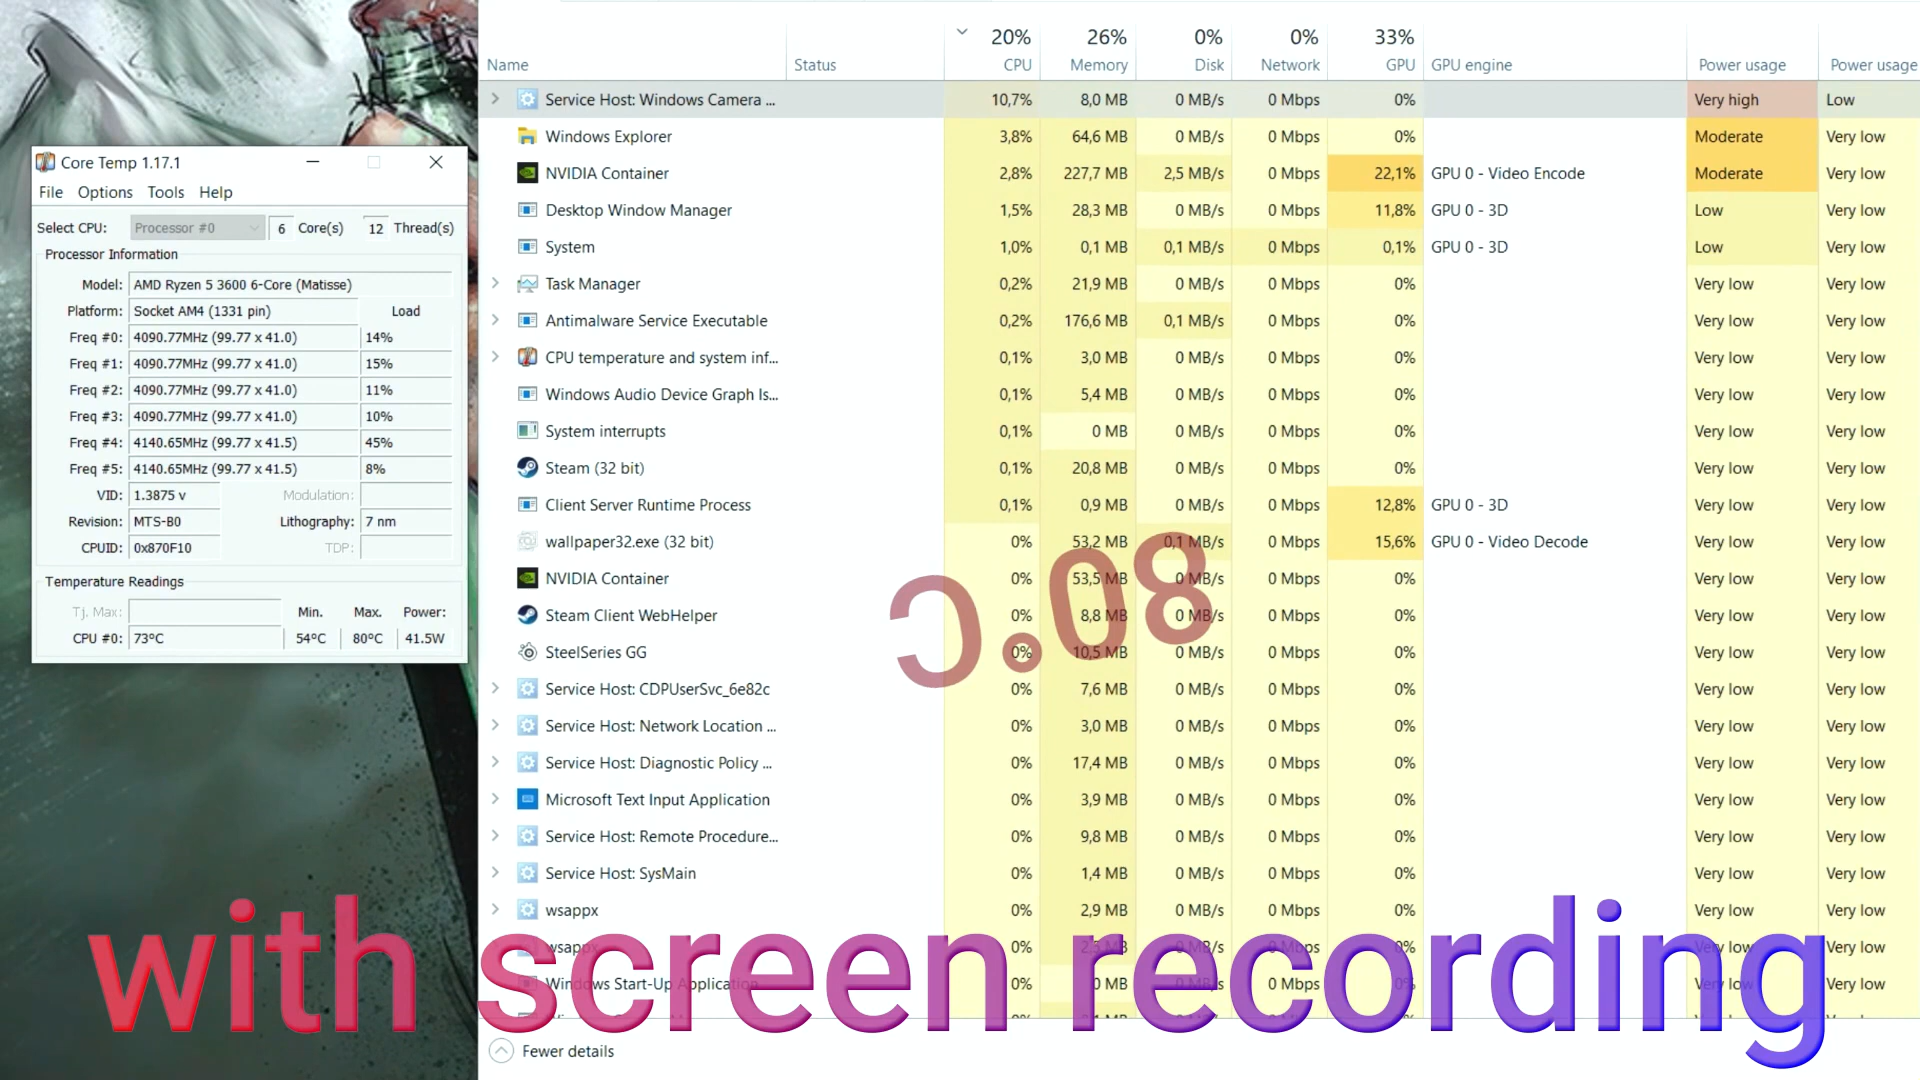 Core Temp 1.17.1
File Options Tools Help
Select CPU: Processor #0 6 Core(s) 12 Thread(s)
Processor Information
Model: AMD Ryzen 5 3600 6-Core (Matisse)
Platform: Socket AM4 (1331 pin) Load
Freq #0: 4090.77MHz (99.77 x 41.0) 14%
Freq #1: 4090.77MHz (99.77 x 41.0) 15%
Freq #2: 4090.77MHz (99.77 x 41.0) 11%
Freq #3: 4090.77MHz (99.77 x 41.0) 10%
Freq #4: 4140.65MHz (99.77 x 41.5) 45%
Freq #5: 4140.65MHz (99.77 x 41.5) 8%
VID: 1.3875 v Modulation:
Revision: MTS-B0 Lithography: 7 nm
CPUID: 0x870F10 TDP:
Temperature Readings
Tj. Max: Min. Max. Power:
CPU #0: 73°C 54°C 80°C 41.5W
20% 26% 0% 0% 33%
Name Status CPU Memory Disk Network GPU GPU engine Power usage Power usage
Service Host: Windows Camera ... 10,7% 8,0 MB 0 MB/s 0 Mbps 0% Very high Low
Windows Explorer 3,8% 64,6 MB 0 MB/s 0 Mbps 0% Moderate Very low
NVIDIA Container 2,8% 227,7 MB 2,5 MB/s 0 Mbps 22,1% GPU 0 - Video Encode Moderate Very low
Desktop Window Manager 1,5% 28,3 MB 0 MB/s 0 Mbps 11,8% GPU 0 - 3D Low Very low
System 1,0% 0,1 MB 0,1 MB/s 0 Mbps 0,1% GPU 0 - 3D Low Very low
Task Manager 0,2% 21,9 MB 0 MB/s 0 Mbps 0% Very low Very low
Antimalware Service Executable 0,2% 176,6 MB 0,1 MB/s 0 Mbps 0% Very low Very low
CPU temperature and system inf... 0,1% 3,0 MB 0 MB/s 0 Mbps 0% Very low Very low
Windows Audio Device Graph Is... 0,1% 5,4 MB 0 MB/s 0 Mbps 0% Very low Very low
System interrupts 0,1% 0 MB 0 MB/s 0 Mbps 0% Very low Very low
Steam (32 bit) 0,1% 20,8 MB 0 MB/s 0 Mbps 0% Very low Very low
Client Server Runtime Process 0,1% 0,9 MB 0 MB/s 0 Mbps 12,8% GPU 0 - 3D Very low Very low
wallpaper32.exe (32 bit) 0% 53,2 MB 0,1 MB/s 0 Mbps 15,6% GPU 0 - Video Decode Very low Very low
NVIDIA Container 0% 53,5 MB 0 MB/s 0 Mbps 0% Very low Very low
80°C
Steam Client WebHelper 0% 8,8 MB 0 MB/s 0 Mbps 0% Very low Very low
SteelSeries GG 0% 10,5 MB 0 MB/s 0 Mbps 0% Very low Very low
Service Host: CDPUserSvc_6e82c 0% 7,6 MB 0 MB/s 0 Mbps 0% Very low Very low
Service Host: Network Location ... 0% 3,0 MB 0 MB/s 0 Mbps 0% Very low Very low
Service Host: Diagnostic Policy ... 0% 17,4 MB 0 MB/s 0 Mbps 0% Very low Very low
Microsoft Text Input Application 0% 3,9 MB 0 MB/s 0 Mbps 0% Very low Very low
Service Host: Remote Procedure... 0% 9,8 MB 0 MB/s 0 Mbps 0% Very low Very low
Service Host: SysMain 0% 1,4 MB 0 MB/s 0 Mbps 0% Very low Very low
wsappx 0% 2,9 MB 0 MB/s 0 Mbps 0% Very low Very low
wsappx 0% 0 MB/s 0 Mbps 0% Very low Very low
Windows Start-Up Application 0% 0 MB 0 MB/s 0 Mbps 0% Very low Very low
with screen recording
Fewer details